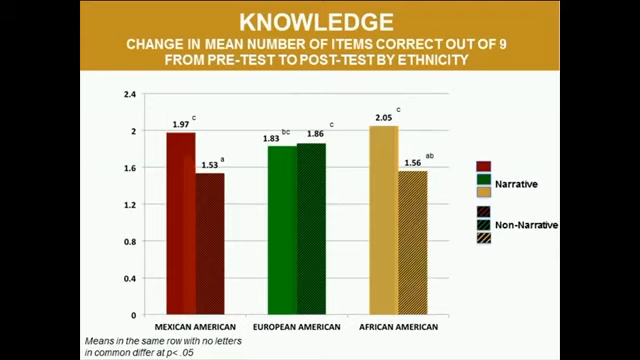 KNOWLEDGE
CHANGE IN MEAN NUMBER OF ITEMS CORRECT OUT OF 9
FROM PRE-TEST TO POST-TEST BY ETHNICITY
2.4
2
1.6
1.2
0.8
0.4
0
1.97 c
1.53 a
1.83 bc
1.86 c
2.05 c
1.56 ab
MEXICAN AMERICAN
EUROPEAN AMERICAN
AFRICAN AMERICAN
Narrative
Non-Narrative
Means in the same row with no letters
in common differ at p< .05